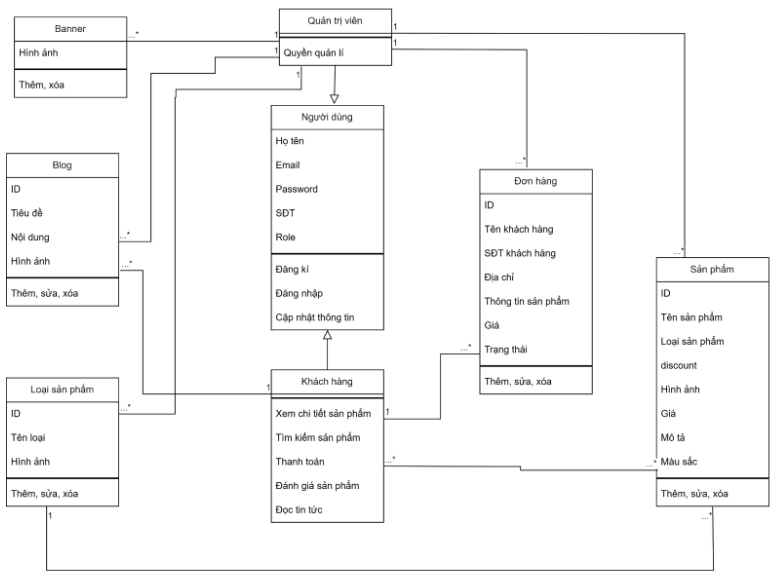 Quản trị viên
Quyền quản lí
Banner
Hình ảnh
Thêm, xóa
1
1
1
1
1
...*
Người dùng
Họ tên
Email
Password
SĐT
Role
Đăng kí
Đăng nhập
Cập nhật thông tin
Blog
ID
Tiêu đề
Nội dung
Hình ảnh
Thêm, sửa, xóa
...*
...*
Đơn hàng
ID
Tên khách hàng
SĐT khách hàng
Địa chỉ
Thông tin sản phẩm
Giá
Trạng thái
Thêm, sửa, xóa
...*
...*
Sản phẩm
ID
Tên sản phẩm
Loại sản phẩm
discount
Hình ảnh
Giá
Mô tả
Màu sắc
Thêm, sửa, xóa
...*
...*
...*
Loại sản phẩm
ID
Tên loại
Hình ảnh
Thêm, sửa, xóa
...*
1
Khách hàng
Xem chi tiết sản phẩm
Tìm kiếm sản phẩm
Thanh toán
Đánh giá sản phẩm
Đọc tin tức
1
1
...*